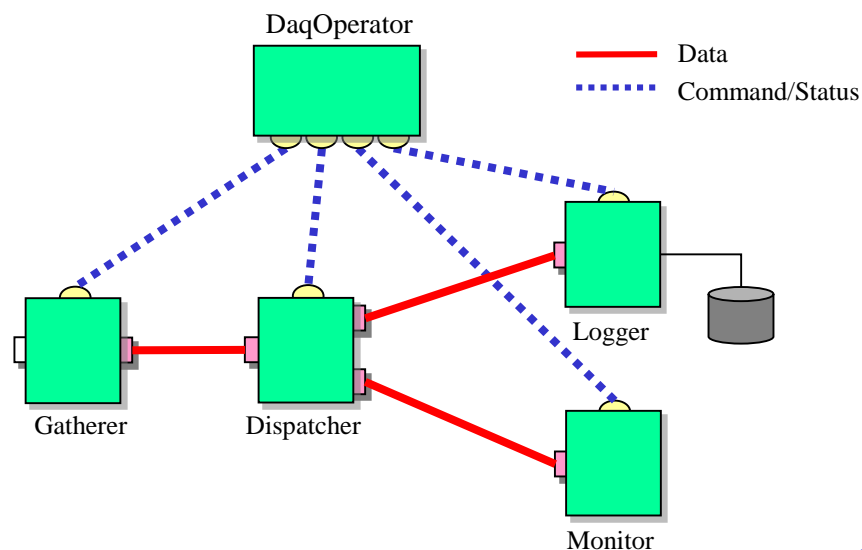 DaqOperator
Data
Command/Status
Logger
Gatherer
Dispatcher
Monitor